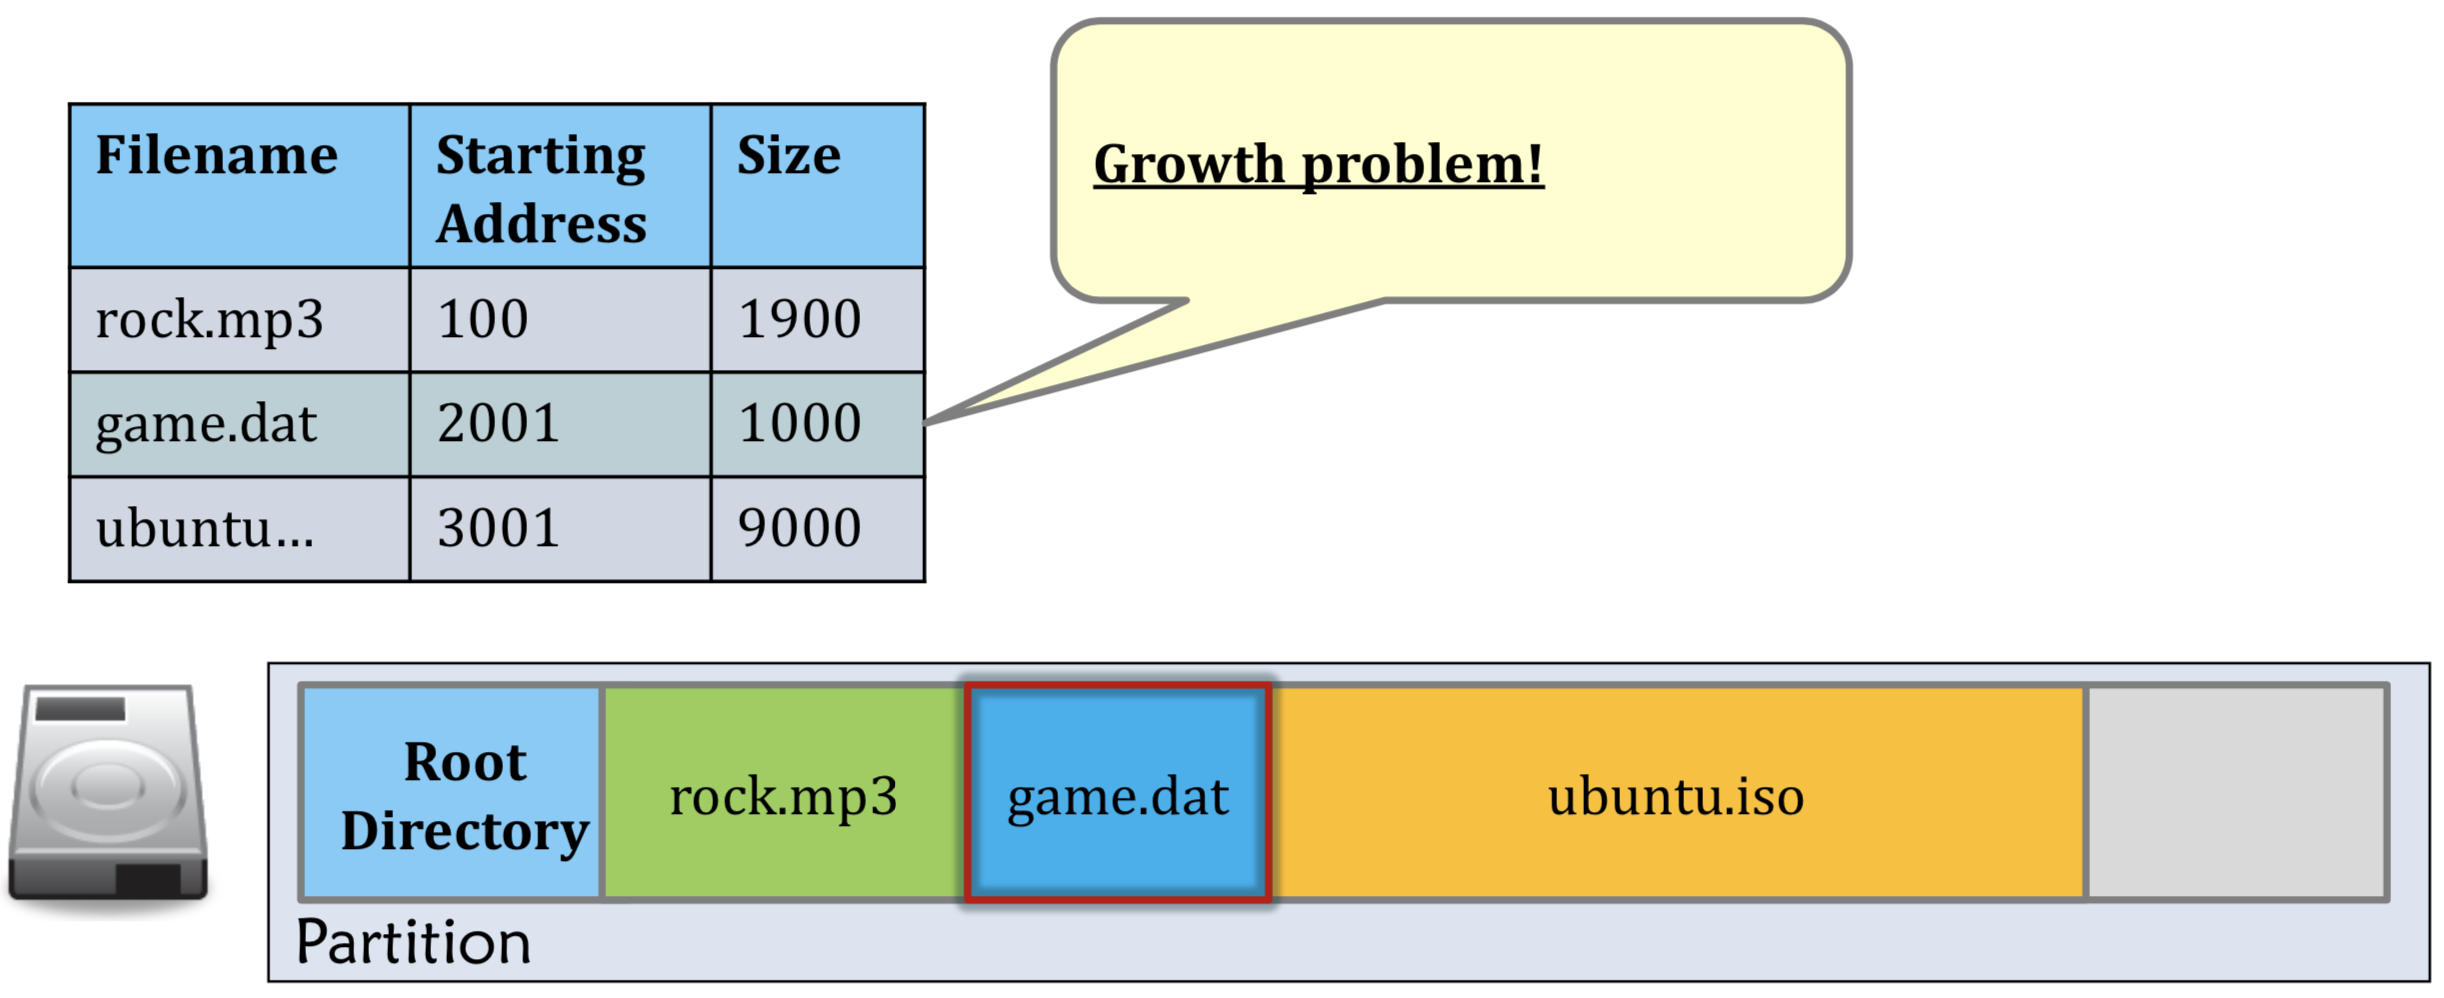 Growth problem!
Filename Starting Address Size
rock.mp3 100 1900
game.dat 2001 1000
ubuntu... 3001 9000
Root
Directory
rock.mp3
game.dat
ubuntu.iso
Partition